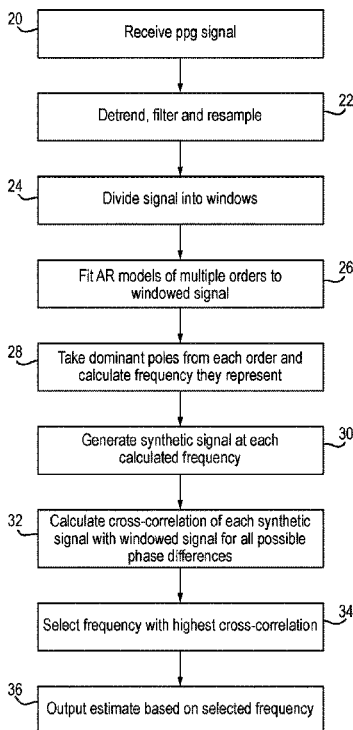 20
Receive ppg signal
22
Detrend, filter and resample
24
Divide signal into windows
26
Fit AR models of multiple orders to
windowed signal
28
Take dominant poles from each order and
calculate frequency they represent
30
Generate synthetic signal at each
calculated frequency
32
Calculate cross-correlation of each synthetic
signal with windowed signal for all possible
phase differences
34
Select frequency with highest cross-correlation
36
Output estimate based on selected frequency